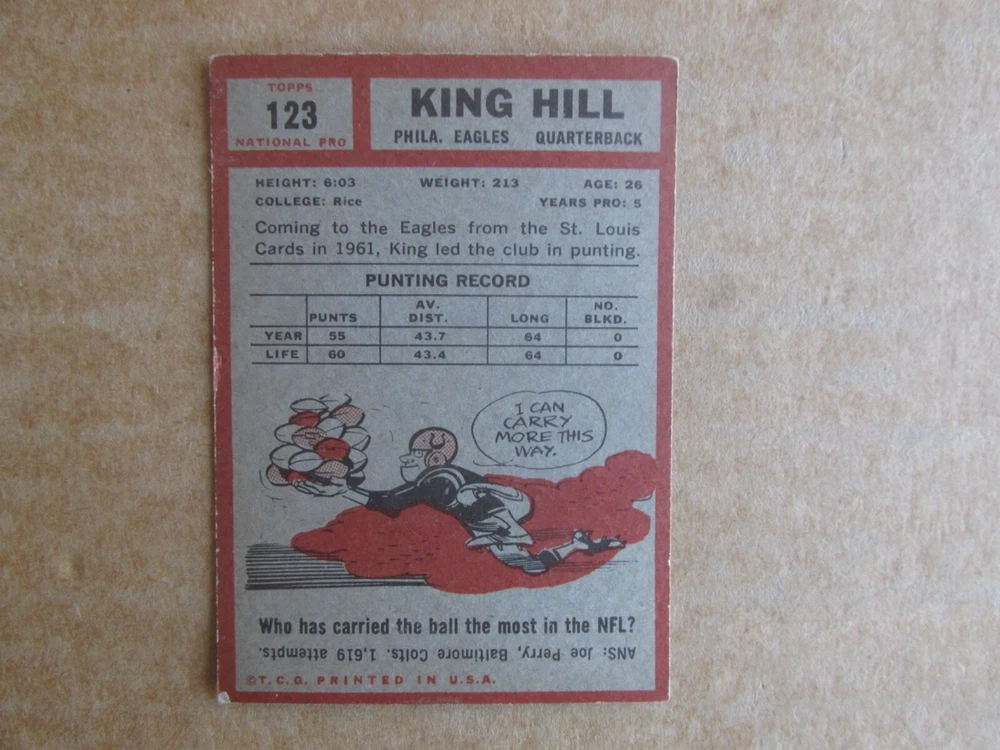 TOPPS
123
NATIONAL PRO
KING HILL
PHILA. EAGLES QUARTERBACK
HEIGHT: 6:03 WEIGHT: 213 AGE: 26
COLLEGE: Rice YEARS PRO: 5
Coming to the Eagles from the St. Louis
Cards in 1961, King led the club in punting.
PUNTING RECORD
PUNTS AV. DIST. LONG NO. BLKD.
YEAR 55 43.7 64 0
LIFE 60 43.4 64 0
I CAN
CARRY
MORE THIS
WAY.
Who has carried the ball the most in the NFL?
ANS: Joe Perry, Baltimore Colts. 1,619 attempts.
©T.C.G. PRINTED IN U.S.A.